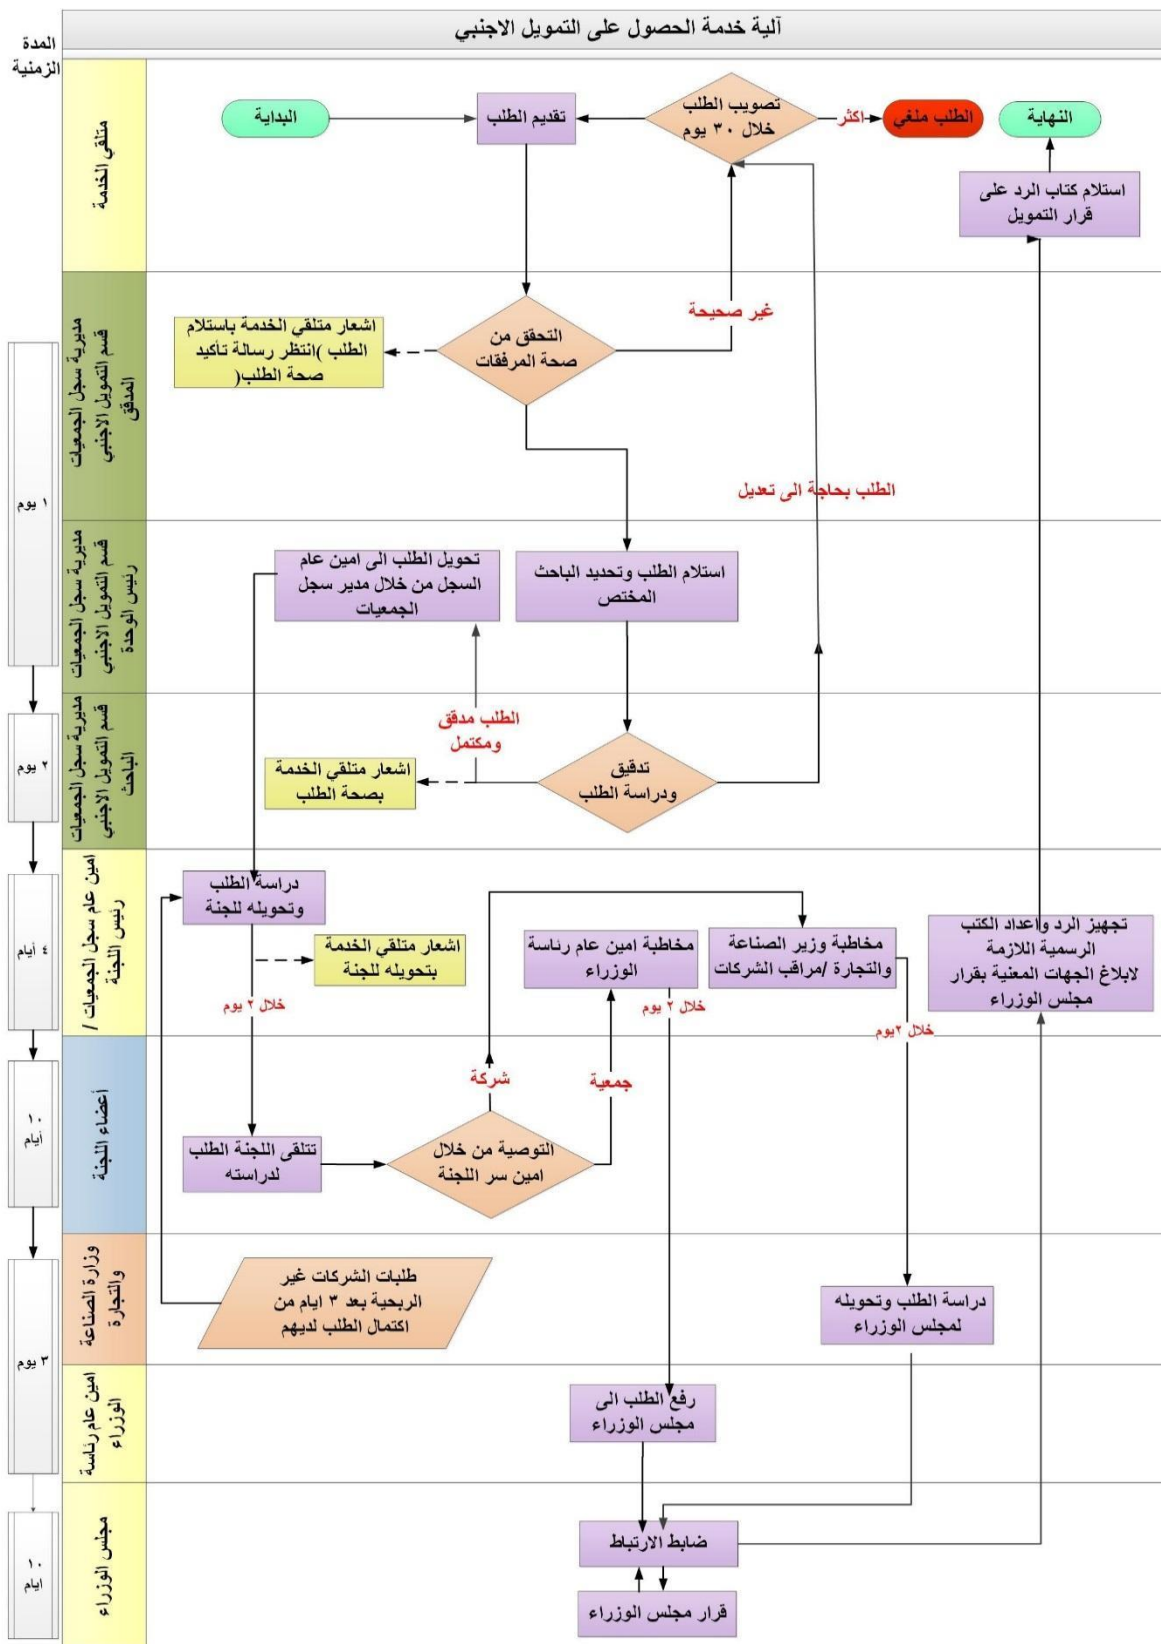 آلية خدمة الحصول على التمويل الاجنبي
المدة
الزمنية
متلقي الخدمة
البداية
تقديم الطلب
تصويب الطلب
خلال ٣٠ يوم
اكثر
الطلب ملغي
النهاية
استلام كتاب الرد على
قرار التمويل
مديرية سجل الجمعيات
قسم التمويل الاجنبي
المدقق
اشعار متلقي الخدمة باستلام
الطلب )انتظر رسالة تأكيد
صحة الطلب(
التحقق من
صحة المرفقات
غير صحيحة
الطلب بحاجة الى تعديل
١ يوم
مديرية سجل الجمعيات
قسم التمويل الاجنبي
رئيس الوحدة
تحويل الطلب الى امين عام
السجل من خلال مدير سجل
الجمعيات
استلام الطلب وتحديد الباحث
المختص
مديرية سجل الجمعيات
قسم التمويل الاجنبي
الباحث
٢ يوم
الطلب مدقق
ومكتمل
اشعار متلقي الخدمة
بصحة الطلب
تدقيق
ودراسة الطلب
امين عام سجل الجمعيات /
رئيس اللجنة
٤ أيام
دراسة الطلب
وتحويله للجنة
اشعار متلقي الخدمة
بتحويله للجنة
خلال ٢ يوم
مخاطبة امين عام رئاسة
الوزراء
خلال ٢ يوم
مخاطبة وزير الصناعة
والتجارة /مراقب الشركات
خلال ٢يوم
تجهيز الرد واعداد الكتب
الرسمية اللازمة
لابلاغ الجهات المعنية بقرار
مجلس الوزراء
أعضاء اللجنة
أيام
شركة
جمعية
تتلقى اللجنة الطلب
لدراسته
التوصية من خلال
امين سر اللجنة
وزارة الصناعة
والتجارة
٣ يوم
طلبات الشركات غير
الربحية بعد ٣ ايام من
اكتمال الطلب لديهم
دراسة الطلب وتحويله
لمجلس الوزراء
امين عام رئاسة
الوزراء
رفع الطلب الى
مجلس الوزراء
مجلس الوزراء
ايام
ضابط الارتباط
قرار مجلس الوزراء